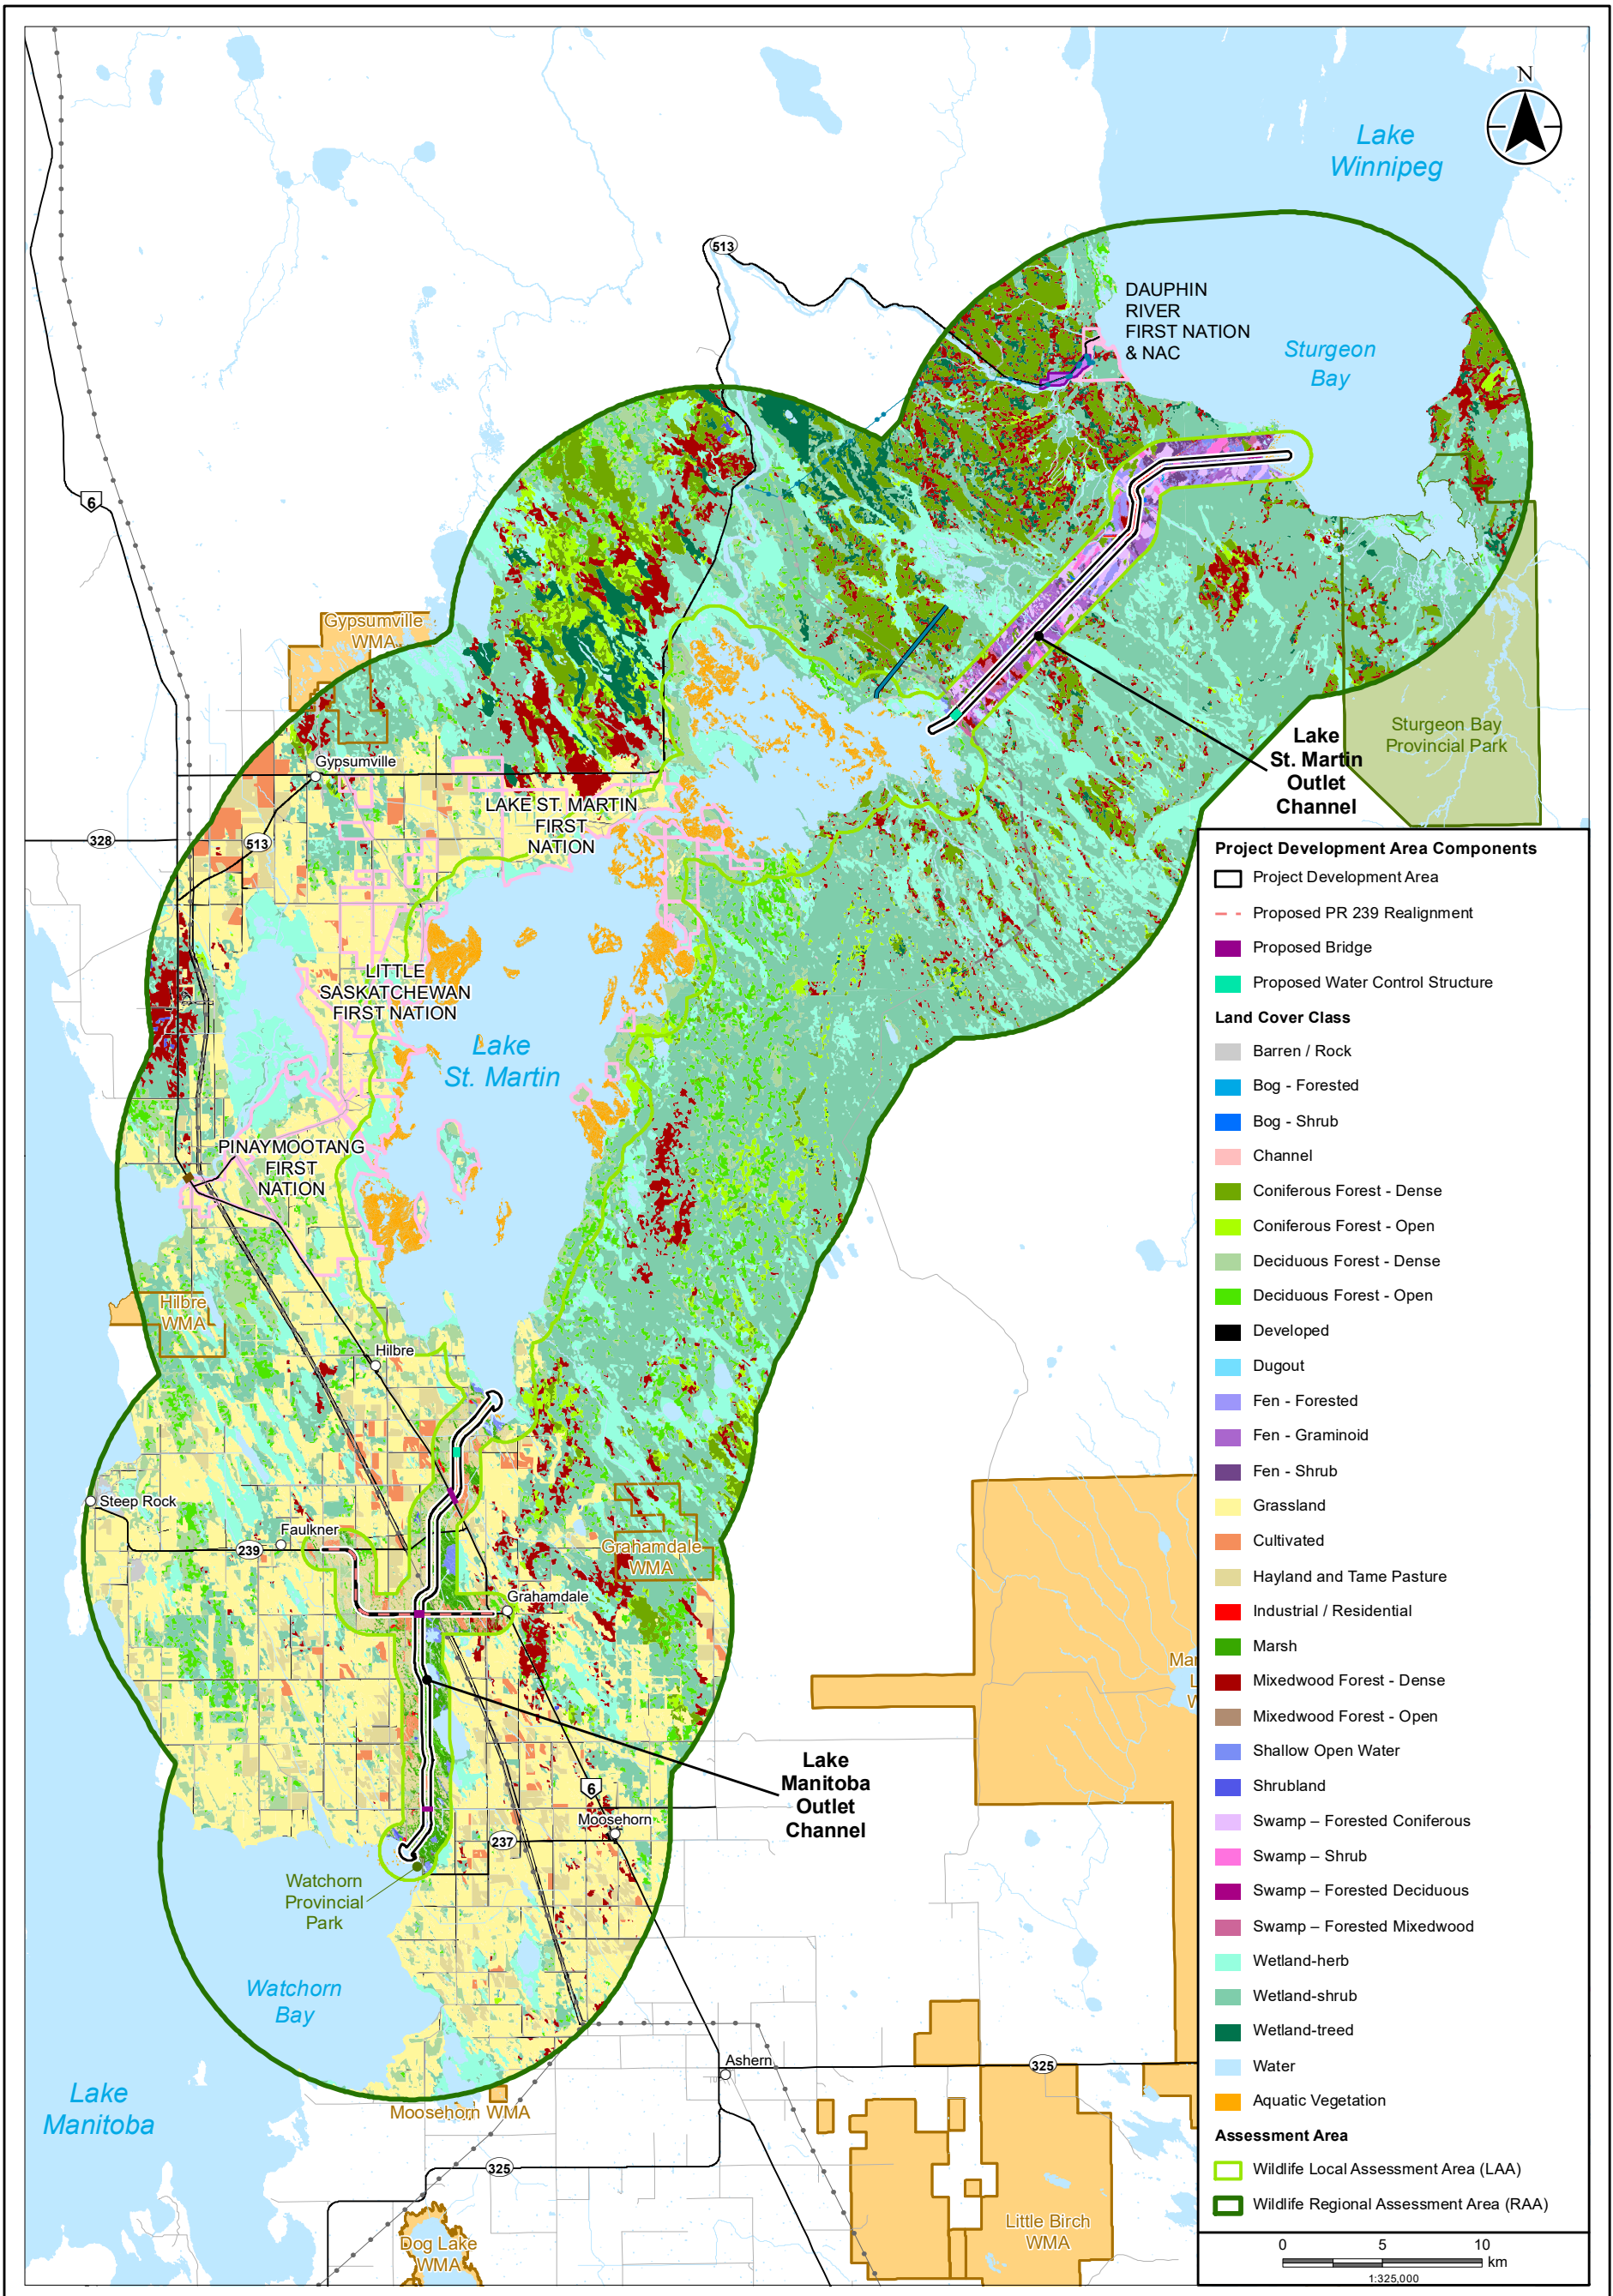 N
Lake
Winnipeg
513
DAUPHIN
RIVER
FIRST NATION
& NAC
Sturgeon
Bay
6
Gypsumville
WMA
Gypsumville
Lake
St. Martin
Outlet
Channel
Sturgeon Bay
Provincial Park
LAKE ST. MARTIN
FIRST
NATION
328
513
LITTLE
SASKATCHEWAN
FIRST NATION
Lake
St. Martin
PINAYMOOTANG
FIRST
NATION
Hilbre
WMA
Hilbre
Steep Rock
Faulkner
239
Grahamdale
WMA
Grahamdale
Lake
Manitoba
Outlet
Channel
6
Moosehorn
237
Watchorn
Provincial
Park
Watchorn
Bay
Ashern
325
Lake
Manitoba
Moosehorn WMA
325
Dog Lake
WMA
Little Birch
WMA
Project Development Area Components
Project Development Area
Proposed PR 239 Realignment
Proposed Bridge
Proposed Water Control Structure
Land Cover Class
Barren / Rock
Bog - Forested
Bog - Shrub
Channel
Coniferous Forest - Dense
Coniferous Forest - Open
Deciduous Forest - Dense
Deciduous Forest - Open
Developed
Dugout
Fen - Forested
Fen - Graminoid
Fen - Shrub
Grassland
Cultivated
Hayland and Tame Pasture
Industrial / Residential
Marsh
Mixedwood Forest - Dense
Mixedwood Forest - Open
Shallow Open Water
Shrubland
Swamp – Forested Coniferous
Swamp – Shrub
Swamp – Forested Deciduous
Swamp – Forested Mixedwood
Wetland-herb
Wetland-shrub
Wetland-treed
Water
Aquatic Vegetation
Assessment Area
Wildlife Local Assessment Area (LAA)
Wildlife Regional Assessment Area (RAA)
0 5 10
km
1:325,000